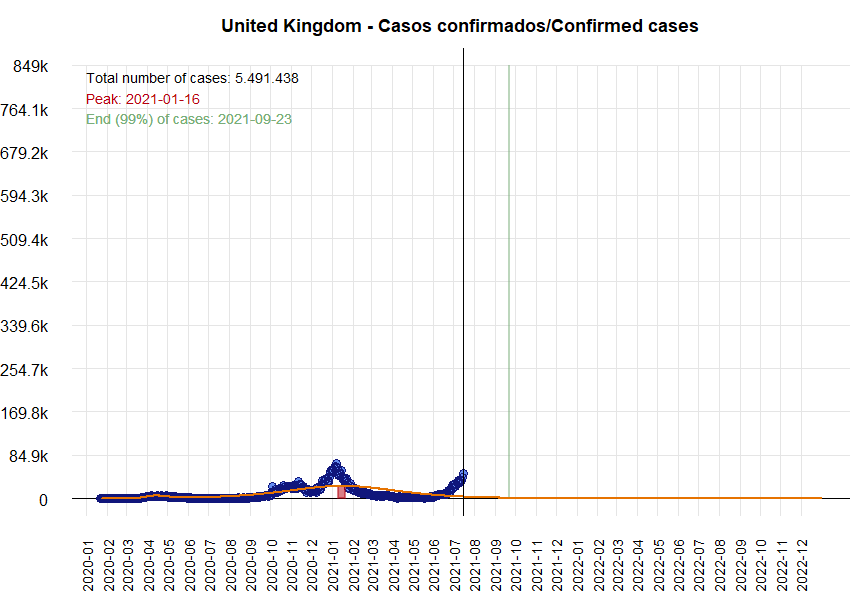 United Kingdom - Casos confirmados/Confirmed cases
849k
Total number of cases: 5.491.438
Peak: 2021-01-16
764.1k
End (99%) of cases: 2021-09-23
679.2k
594.3k
509.4k
424.5k
339.6k
254.7k
169.8k
84.9k
0
2020-01
2020-02
2020-03
2020-04
2020-05
2020-06
2020-07
2020-08
2020-09
2020-10
2020-11
2020-12
2021-01
2021-02
2021-03
2021-04
2021-05
2021-06
2021-07
2021-08
2021-09
2021-10
2021-11
2021-12
2022-01
2022-02
2022-03
2022-04
2022-05
2022-06
2022-07
2022-08
2022-09
2022-10
2022-11
2022-12